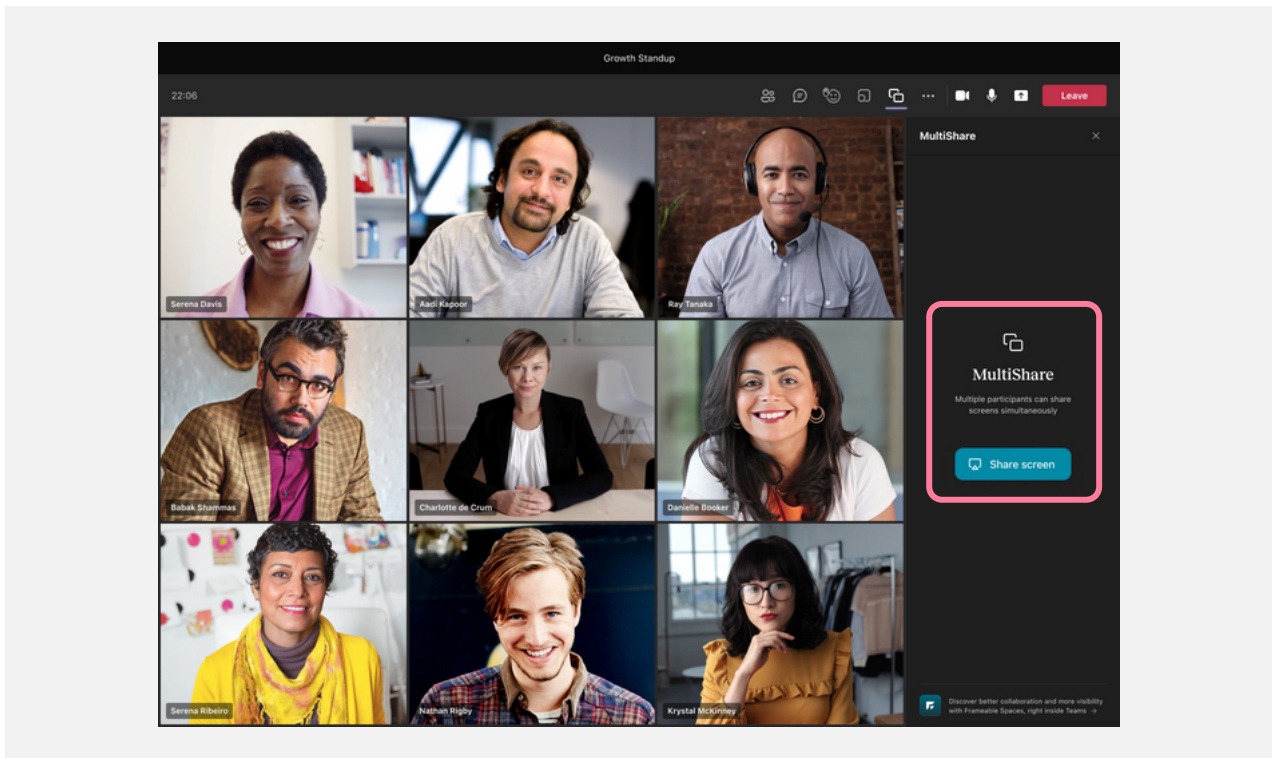 Growth Standup
22:06
Leave
MultiShare
Serena Davis
Aadi Kapoor
Ray Tanaka
MultiShare
Multiple participants can share
screens simultaneously
Share screen
Babak Shammas
Charlotte de Crum
Danielle Booker
Serena Ribeiro
Nathan Rigby
Krystal McKinney
Discover better collaboration and more visibility
with Frameable Spaces, right inside Teams →